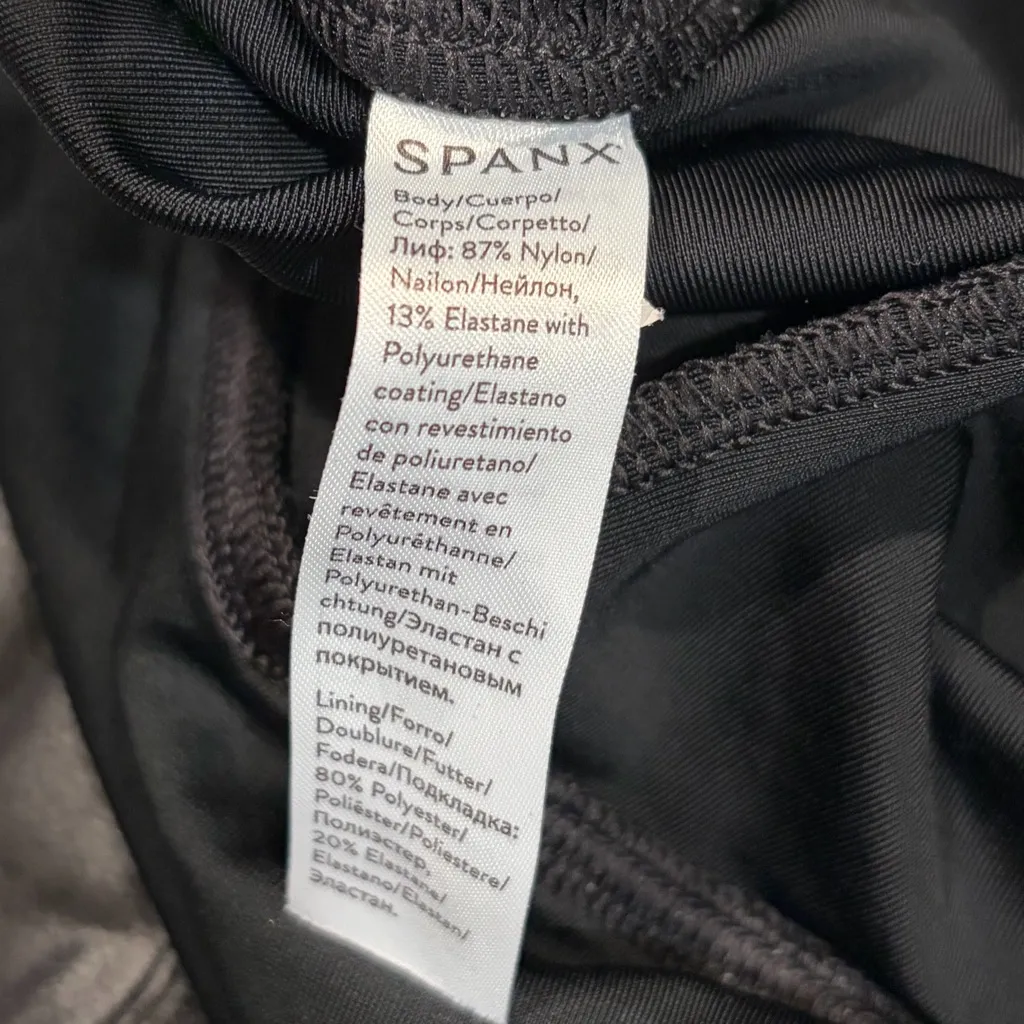 SPANX
Body/Cuerpo/
Corps/Corpetto/
Лиф: 87% Nylon/
Nailon/Нейлон,
13% Elastane with
Polyurethane
coating/Elastano
con revestimiento
de poliuretano/
Elastane avec
revêtement en
Polyuréthanne/
Elastan mit
Polyurethan-Beschi
chtung/Эластан с
полиуретановым
покрытием.
Lining/Forro/
Doublure/Futter/
Fodera/Подкладка:
80% Polyester/
Poliéster/Poliestere/
Полиэстер,
20% Elastane/
Elastano/Elastan/
Эластан.